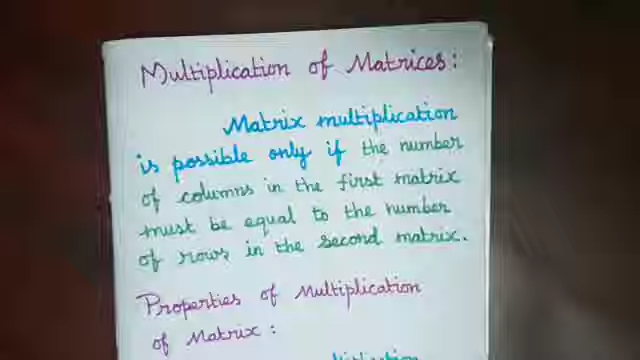 Multiplication of Matrices:
Matrix multiplication
is possible only if the number
of columns in the first matrix
must be equal to the number
of rows in the second matrix.
Properties of Multiplication
of Matrix: